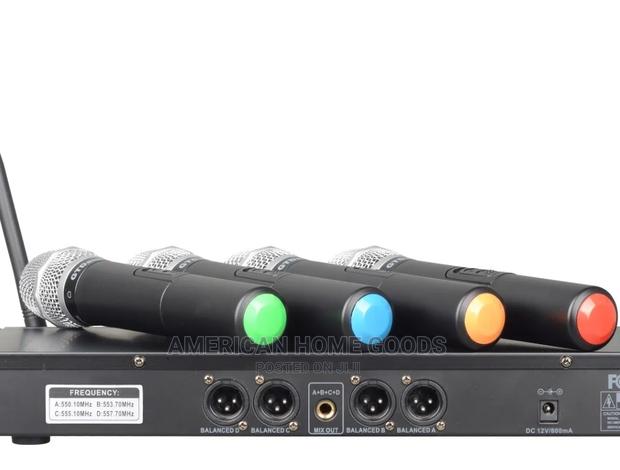 AMERICAN HOME GOODS
POSTED ON JIJI
FREQUENCY:
A:550.10MHz B:553.70MHz
C:555.10MHz D:557.70MHz
A+B+C+D
BALANCED D
BALANCED C
MIX OUT
BALANCED B
BALANCED A
DC 12V/800mA